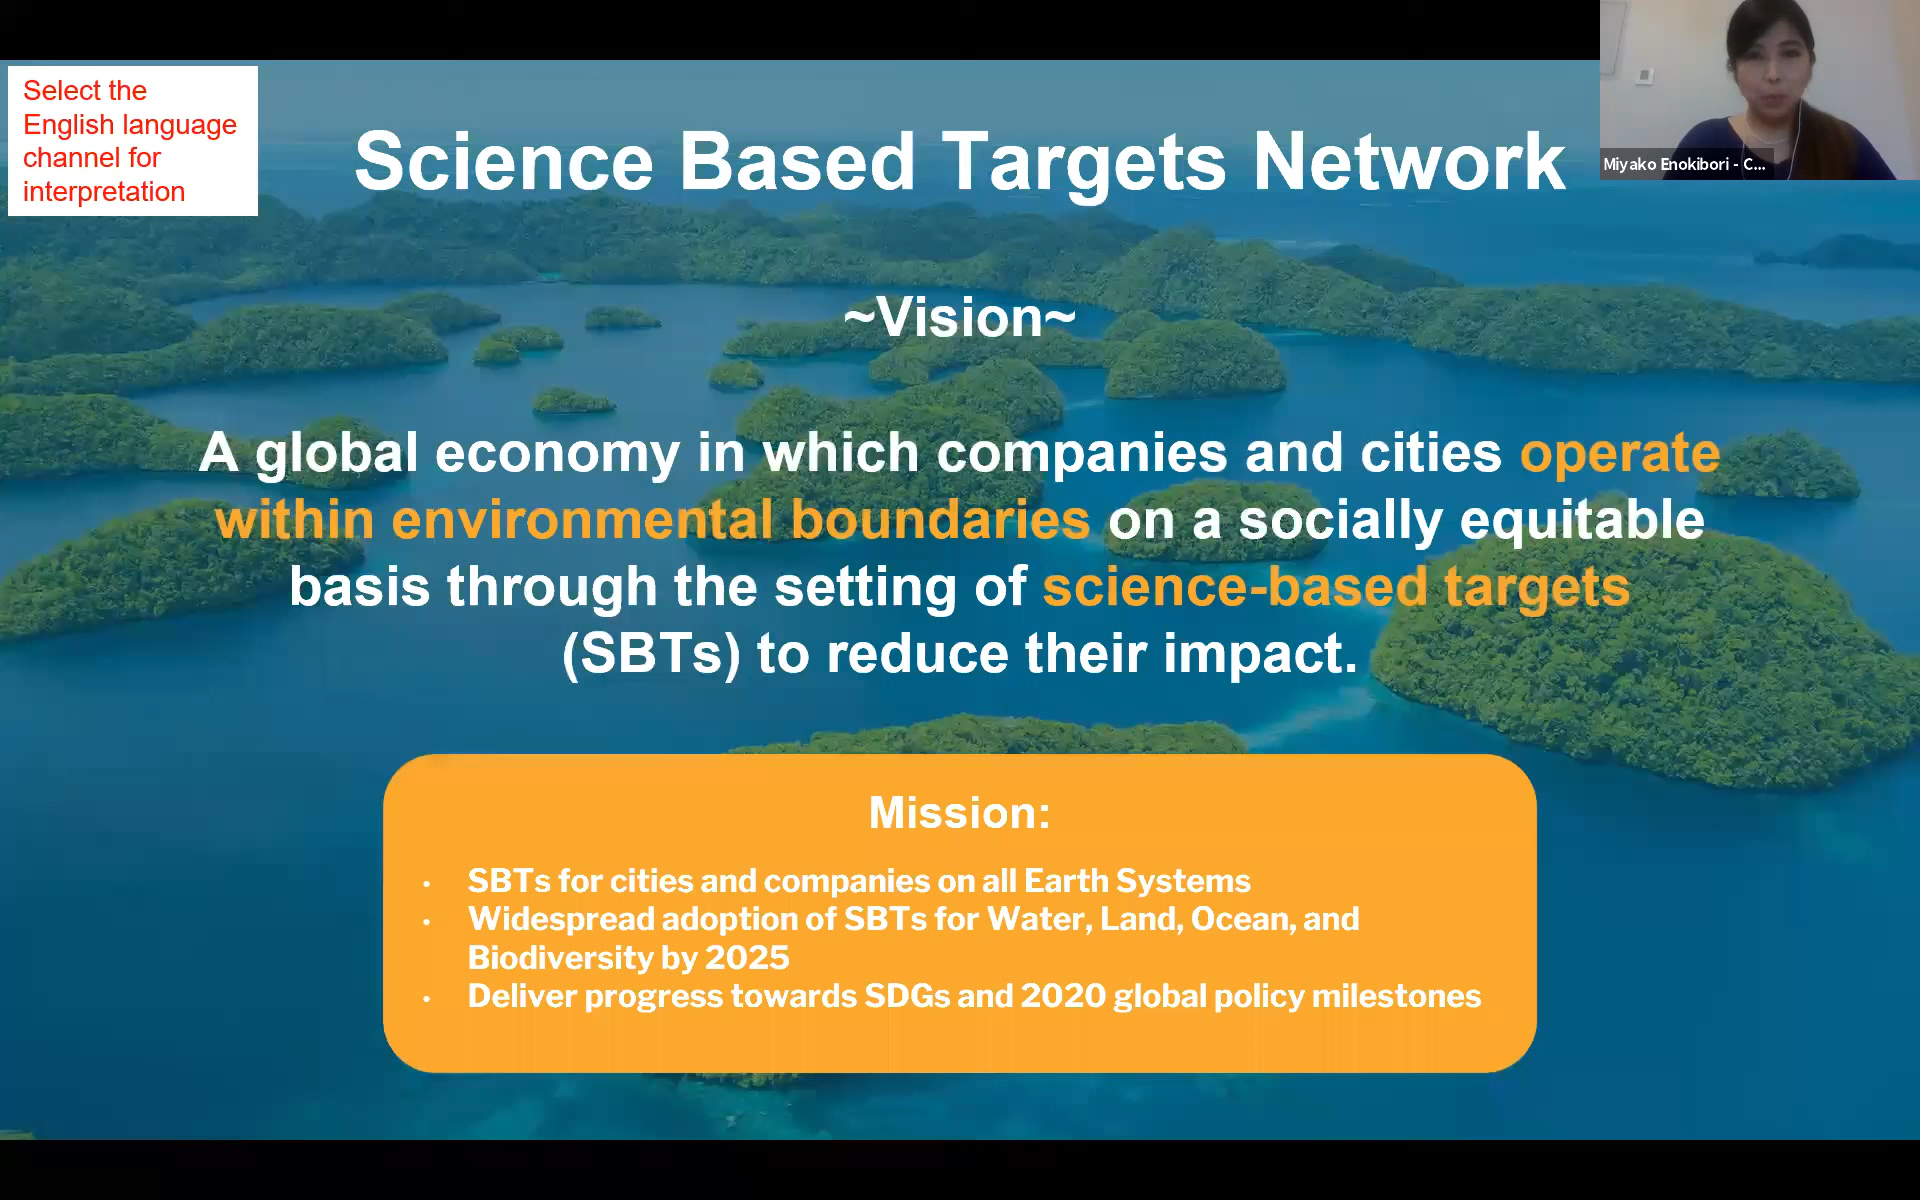 Select the
English language
channel for
interpretation
Science Based Targets Network
Miyako Enokibori - C...
~Vision~
A global economy in which companies and cities operate
within environmental boundaries on a socially equitable
basis through the setting of science-based targets
(SBTs) to reduce their impact.
Mission:
• SBTs for cities and companies on all Earth Systems
• Widespread adoption of SBTs for Water, Land, Ocean, and
Biodiversity by 2025
• Deliver progress towards SDGs and 2020 global policy milestones